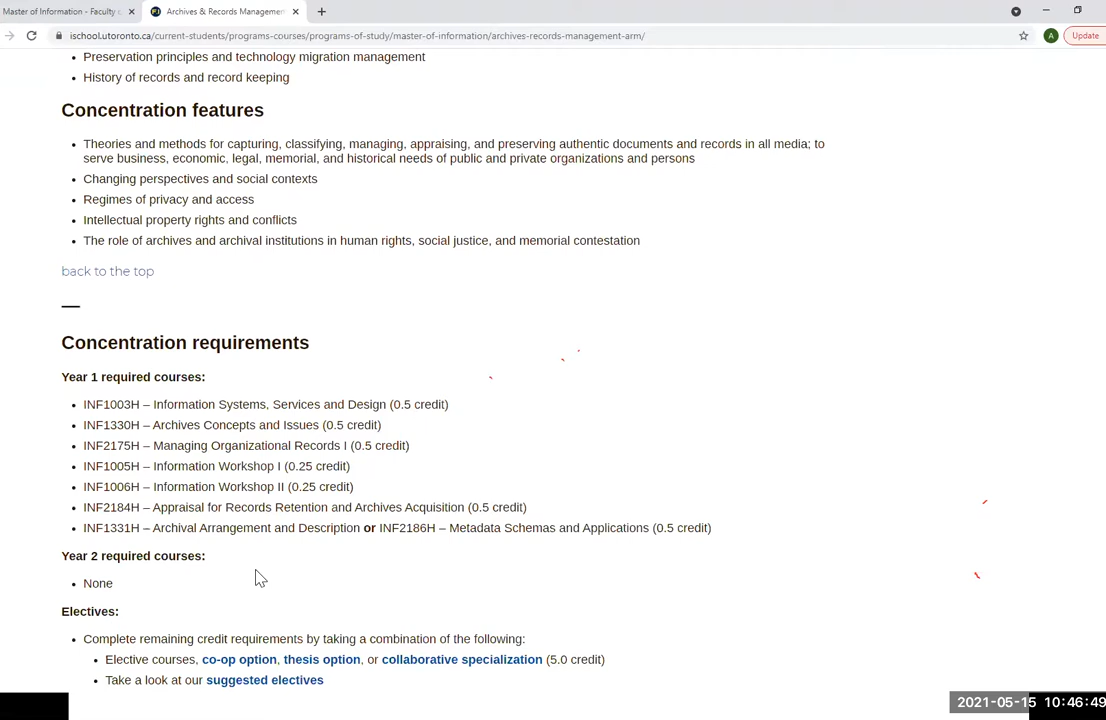 Master of Information - Faculty o
Archives & Records Managemen
ischool.utoronto.ca/current-students/programs-courses/programs-of-study/master-of-information/archives-records-management-arm/
A
Update
• Preservation principles and technology migration management
• History of records and record keeping
Concentration features
• Theories and methods for capturing, classifying, managing, appraising, and preserving authentic documents and records in all media; to
serve business, economic, legal, memorial, and historical needs of public and private organizations and persons
• Changing perspectives and social contexts
• Regimes of privacy and access
• Intellectual property rights and conflicts
• The role of archives and archival institutions in human rights, social justice, and memorial contestation
back to the top
Concentration requirements
Year 1 required courses:
• INF1003H – Information Systems, Services and Design (0.5 credit)
• INF1330H – Archives Concepts and Issues (0.5 credit)
• INF2175H – Managing Organizational Records I (0.5 credit)
• INF1005H – Information Workshop I (0.25 credit)
• INF1006H – Information Workshop II (0.25 credit)
• INF2184H – Appraisal for Records Retention and Archives Acquisition (0.5 credit)
• INF1331H – Archival Arrangement and Description or INF2186H – Metadata Schemas and Applications (0.5 credit)
Year 2 required courses:
• None
Electives:
• Complete remaining credit requirements by taking a combination of the following:
• Elective courses, co-op option, thesis option, or collaborative specialization (5.0 credit)
• Take a look at our suggested electives
2021-05-15 10:46:49